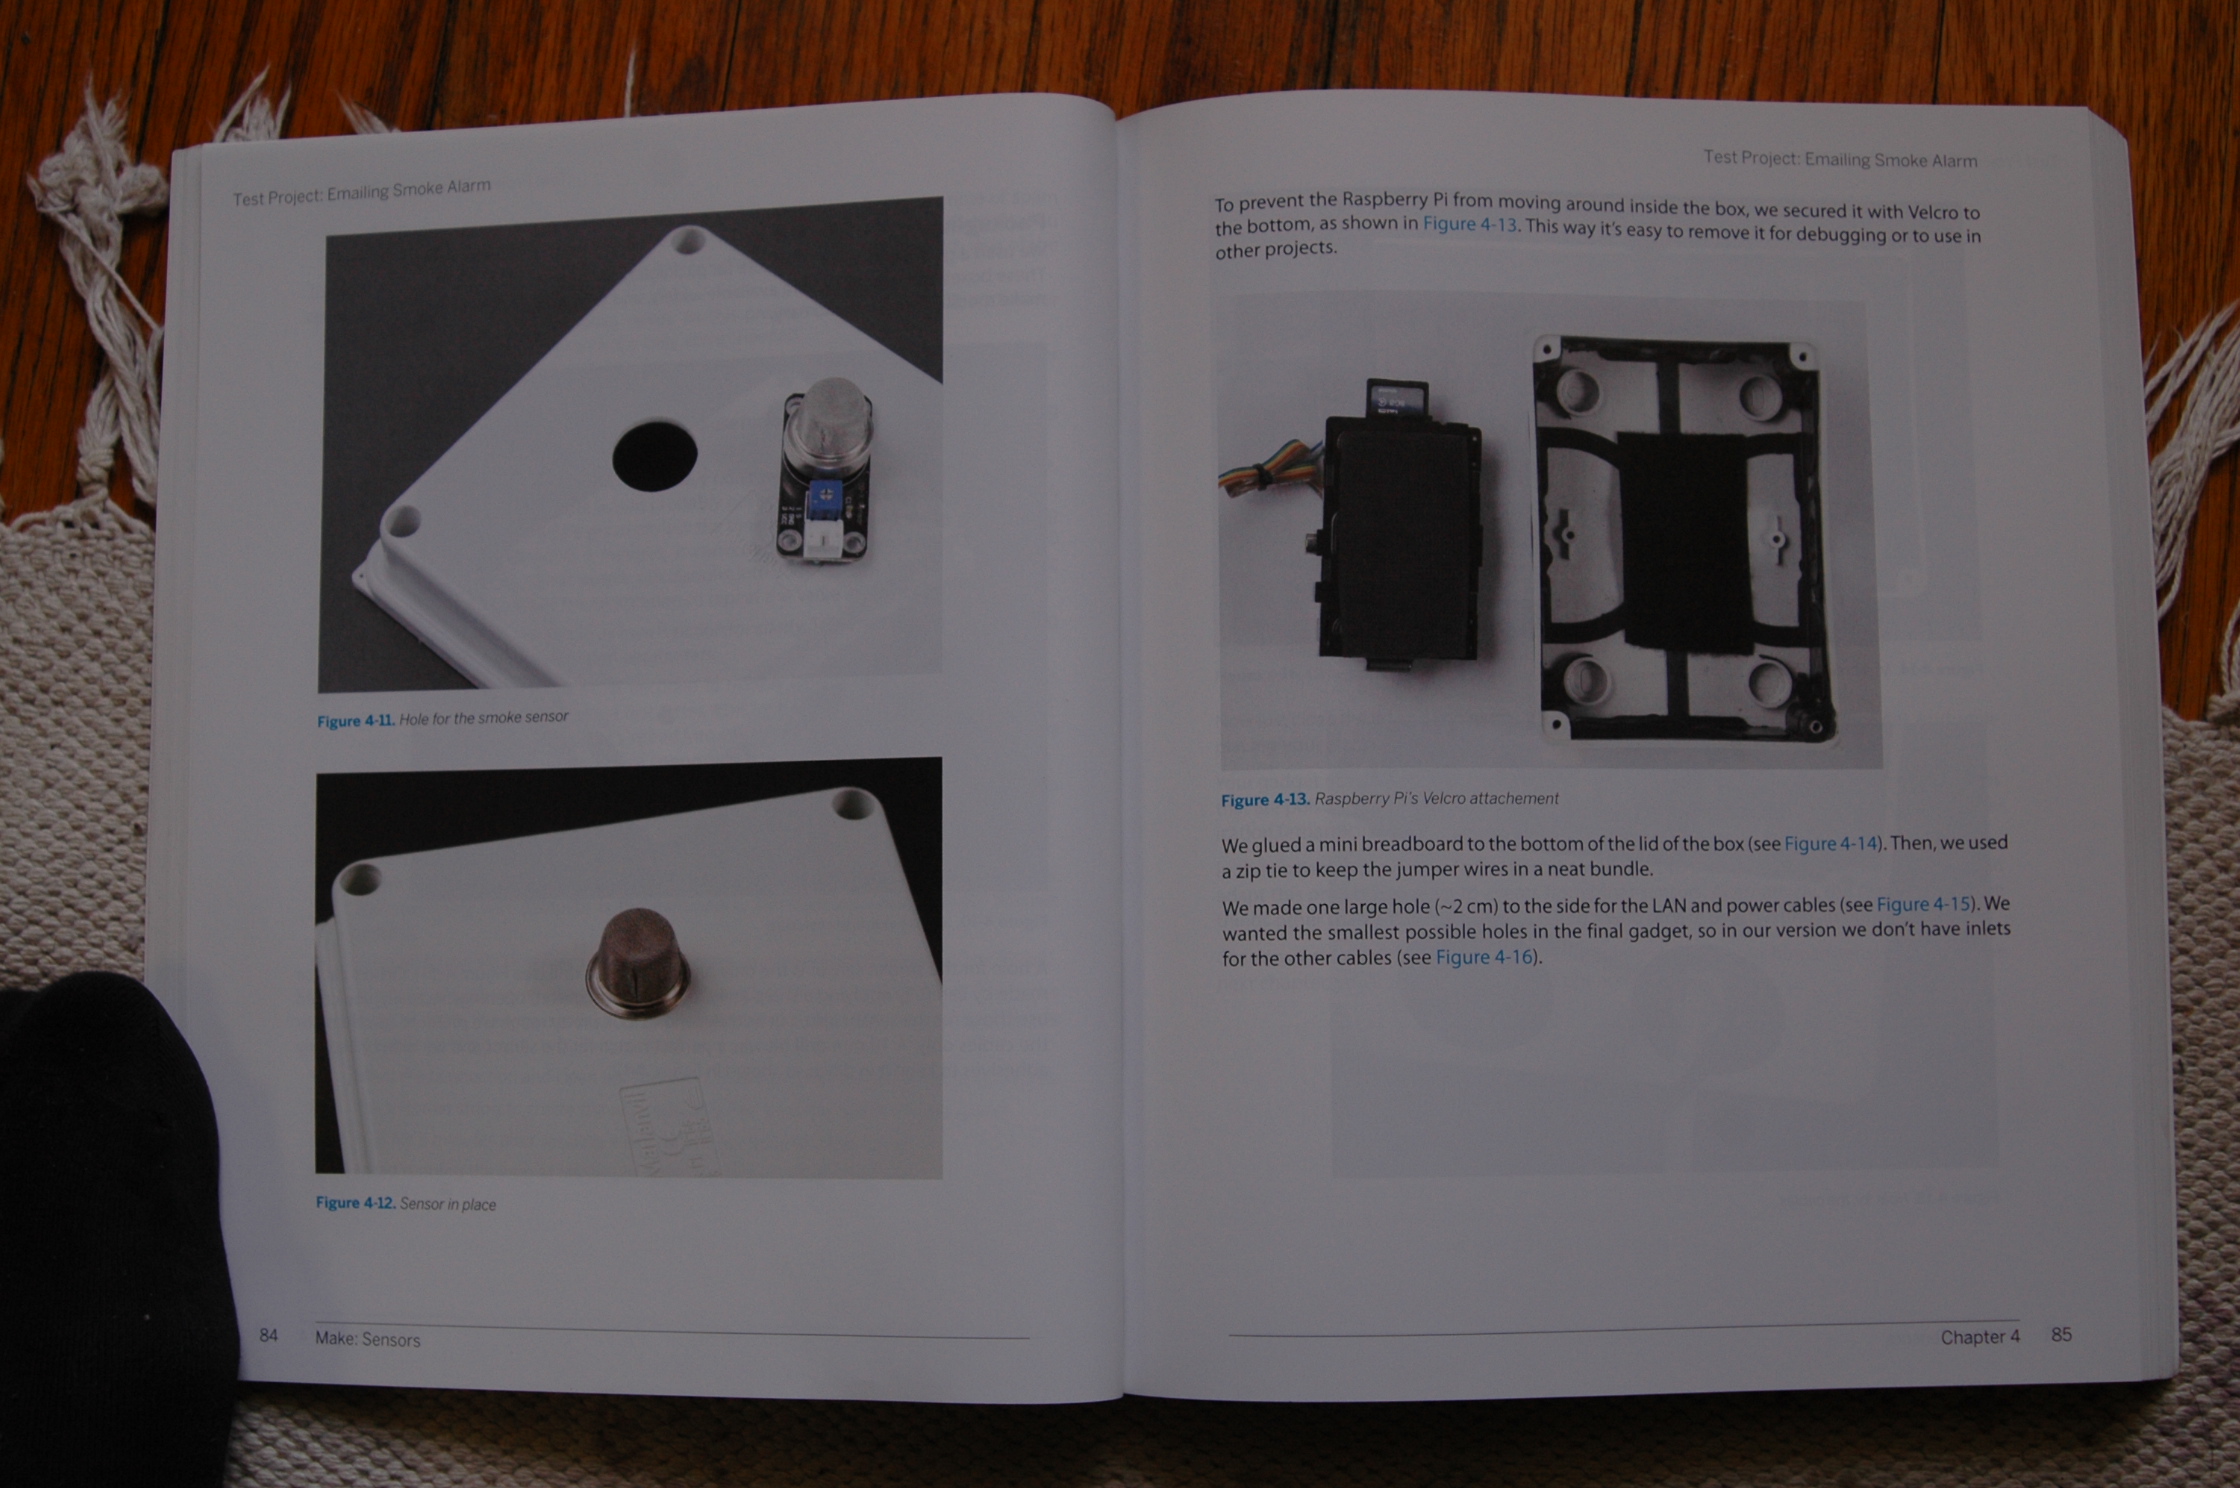 Test Project: Emailing Smoke Alarm
Figure 4-11. Hole for the smoke sensor
Figure 4-12. Sensor in place
84 Make: Sensors
Test Project: Emailing Smoke Alarm
To prevent the Raspberry Pi from moving around inside the box, we secured it with Velcro to
the bottom, as shown in Figure 4-13. This way it's easy to remove it for debugging or to use in
other projects.
Figure 4-13. Raspberry Pi's Velcro attachement
We glued a mini breadboard to the bottom of the lid of the box (see Figure 4-14). Then, we used
a zip tie to keep the jumper wires in a neat bundle.
We made one large hole (~2 cm) to the side for the LAN and power cables (see Figure 4-15). We
wanted the smallest possible holes in the final gadget, so in our version we don't have inlets
for the other cables (see Figure 4-16).
Chapter 4 85